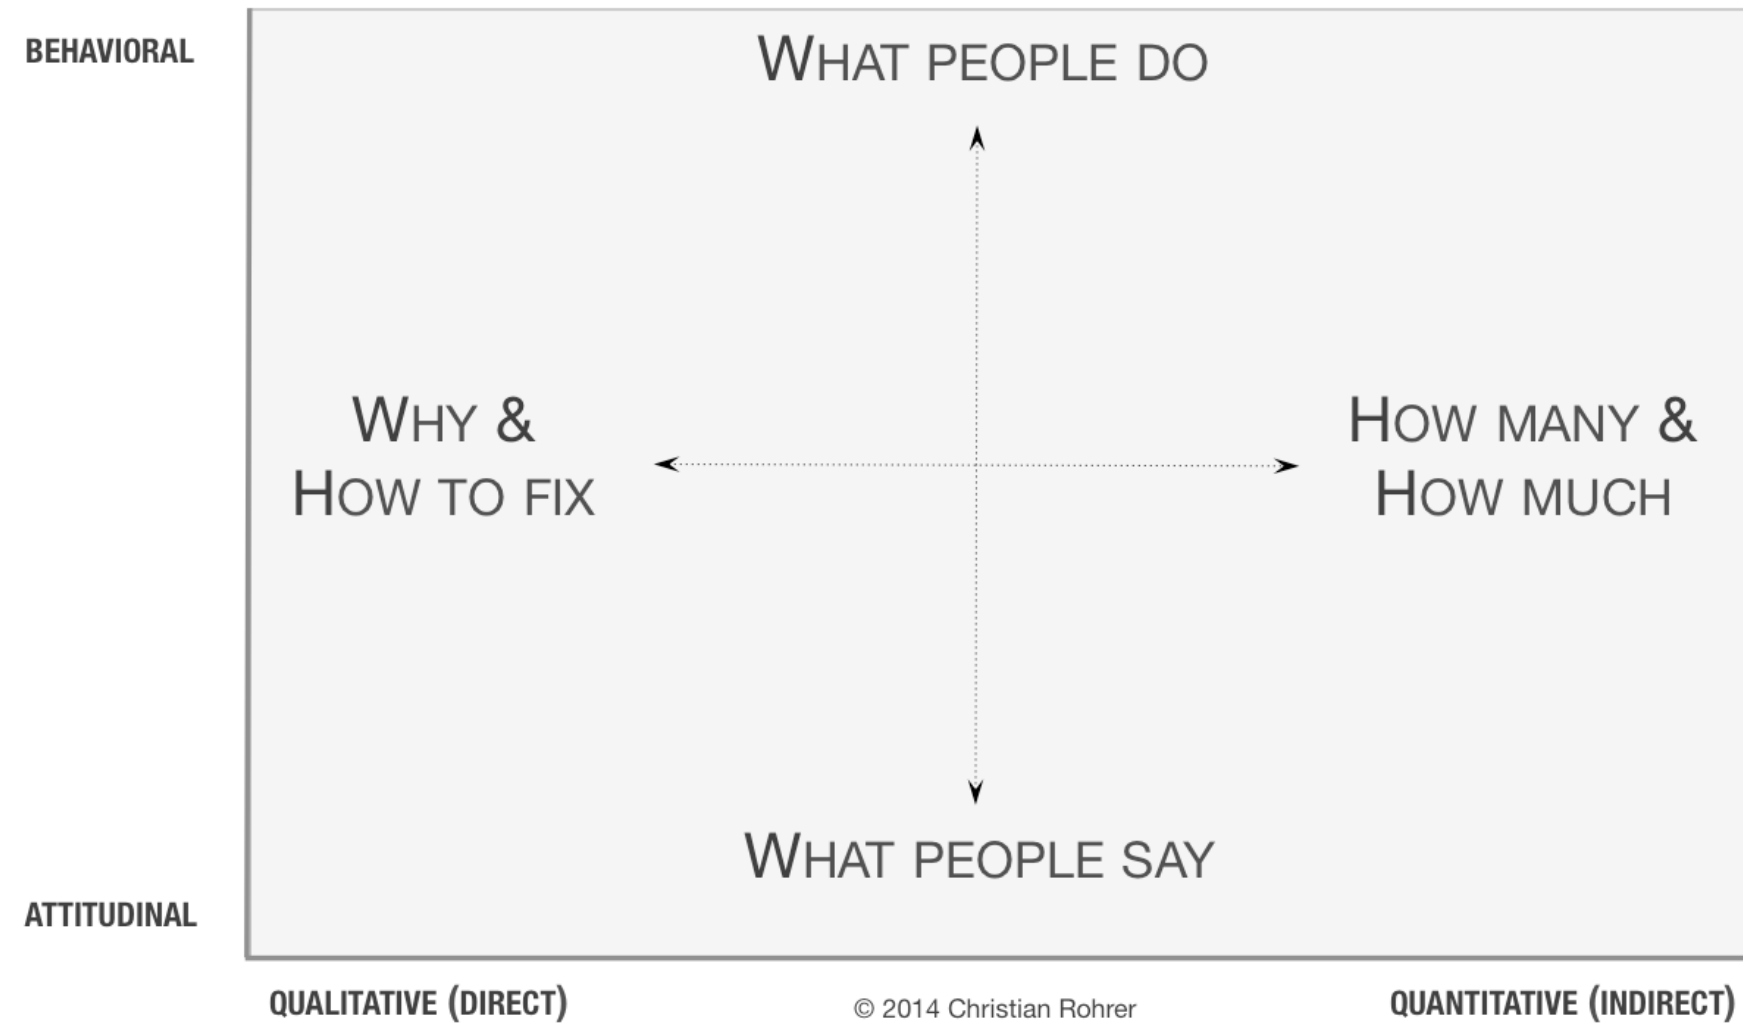 BEHAVIORAL
WHAT PEOPLE DO
WHY &
HOW TO FIX
HOW MANY &
HOW MUCH
WHAT PEOPLE SAY
ATTITUDINAL
QUALITATIVE (DIRECT)
© 2014 Christian Rohrer
QUANTITATIVE (INDIRECT)